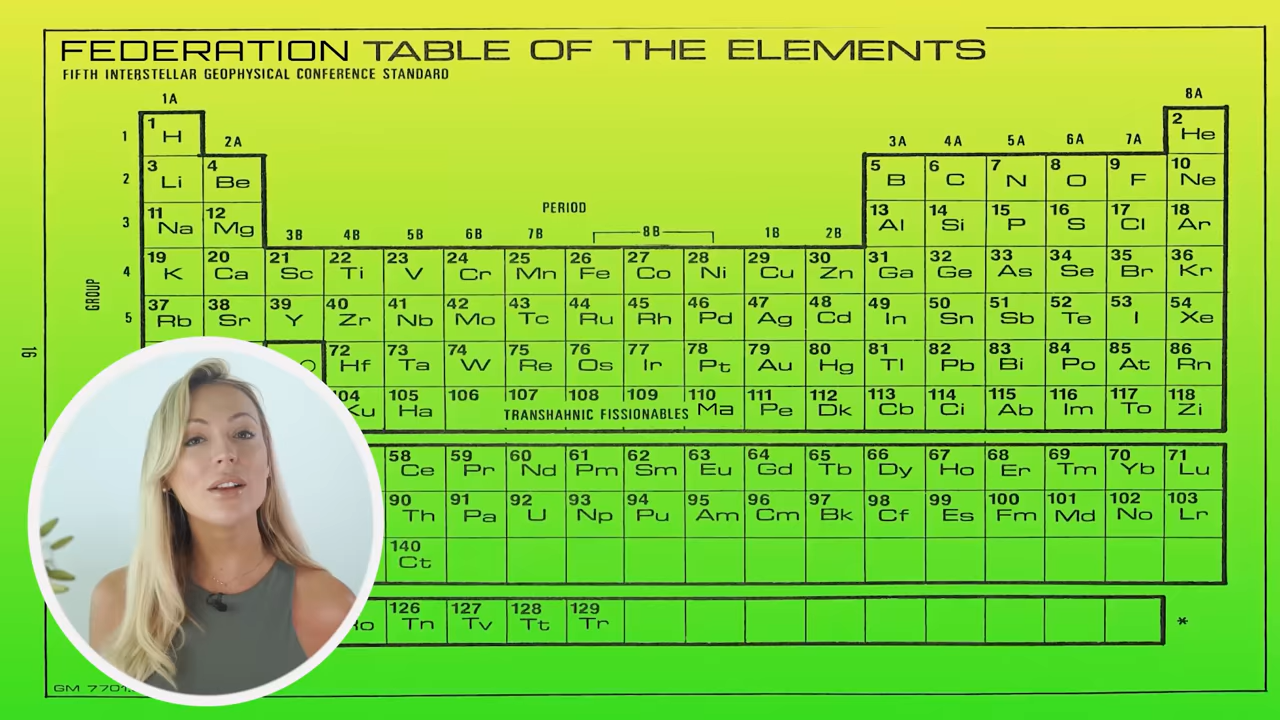 FEDERATION TABLE OF THE ELEMENTS
FIFTH INTERSTELLAR GEOPHYSICAL CONFERENCE STANDARD
1A 8A
1 1 H 2A 3A 4A 5A 6A 7A 2 He
2 3 Li 4 Be 5 B 6 C 7 N 8 O 9 F 10 Ne
PERIOD
3 11 Na 12 Mg 3B 4B 5B 6B 7B 8B 1B 2B 13 Al 14 Si 15 P 16 S 17 Cl 18 Ar
GROUP
4 19 K 20 Ca 21 Sc 22 Ti 23 V 24 Cr 25 Mn 26 Fe 27 Co 28 Ni 29 Cu 30 Zn 31 Ga 32 Ge 33 As 34 Se 35 Br 36 Kr
5 37 Rb 38 Sr 39 Y 40 Zr 41 Nb 42 Mo 43 Tc 44 Ru 45 Rh 46 Pd 47 Ag 48 Cd 49 In 50 Sn 51 Sb 52 Te 53 I 54 Xe
16
72 Hf 73 Ta 74 W 75 Re 76 Os 77 Ir 78 Pt 79 Au 80 Hg 81 Tl 82 Pb 83 Bi 84 Po 85 At 86 Rn
104 Ku 105 Ha 106 107 108 109 110 Ma 111 Pe 112 Dk 113 Cb 114 Ci 115 Ab 116 Im 117 To 118 Zi
TRANSHAHNIC FISSIONABLES
58 Ce 59 Pr 60 Nd 61 Pm 62 Sm 63 Eu 64 Gd 65 Tb 66 Dy 67 Ho 68 Er 69 Tm 70 Yb 71 Lu
90 Th 91 Pa 92 U 93 Np 94 Pu 95 Am 96 Cm 97 Bk 98 Cf 99 Es 100 Fm 101 Md 102 No 103 Lr
140 Ct
126 Tn 127 Tv 128 Tt 129 Tr *
GM